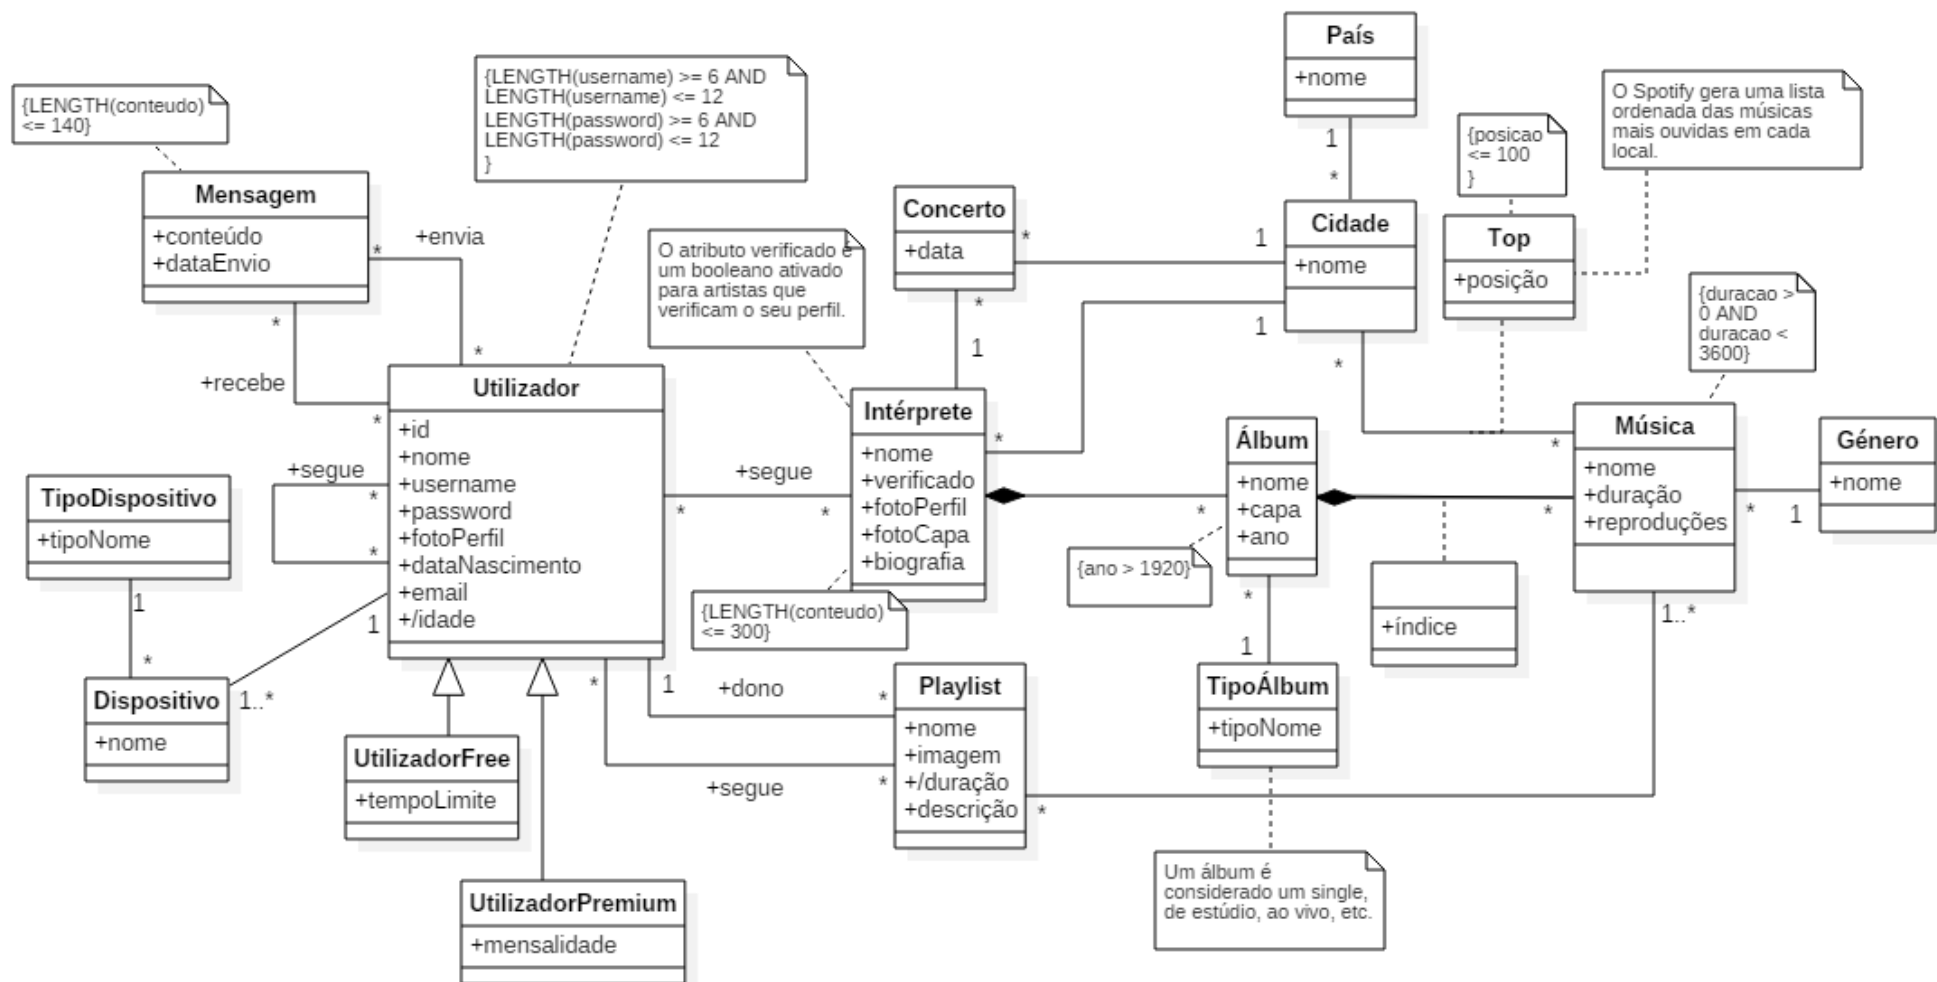 {LENGTH(conteudo)
<= 140}
{LENGTH(username) >= 6 AND
LENGTH(username) <= 12
LENGTH(password) >= 6 AND
LENGTH(password) <= 12
}
País
+nome
1
*
O Spotify gera uma lista
ordenada das músicas
mais ouvidas em cada
local.
{posicao
<= 100
}
Mensagem
+conteúdo
+dataEnvio
*
+envia
*
*
+recebe
*
O atributo verificado é
um booleano ativado
para artistas que
verificam o seu perfil.
Concerto
+data
*
1
*
1
Cidade
+nome
1
*
*
*
Top
+posição
{duracao >
0 AND
duracao <
3600}
Utilizador
+id
+nome
+username
+password
+fotoPerfil
+dataNascimento
+email
+/idade
+segue
*
*
+segue
*
*
Intérprete
+nome
+verificado
+fotoPerfil
+fotoCapa
+biografia
*
{LENGTH(conteudo)
<= 300}
Álbum
+nome
+capa
+ano
{ano > 1920}
*
1
*
+índice
Música
+nome
+duração
+reproduções
*
1
1..*
Género
+nome
TipoDispositivo
+tipoNome
1
*
Dispositivo
+nome
1
1..*
UtilizadorFree
+tempoLimite
UtilizadorPremium
+mensalidade
1
+dono
*
*
+segue
*
Playlist
+nome
+imagem
+/duração
+descrição
*
TipoÁlbum
+tipoNome
Um álbum é
considerado um single,
de estúdio, ao vivo, etc.